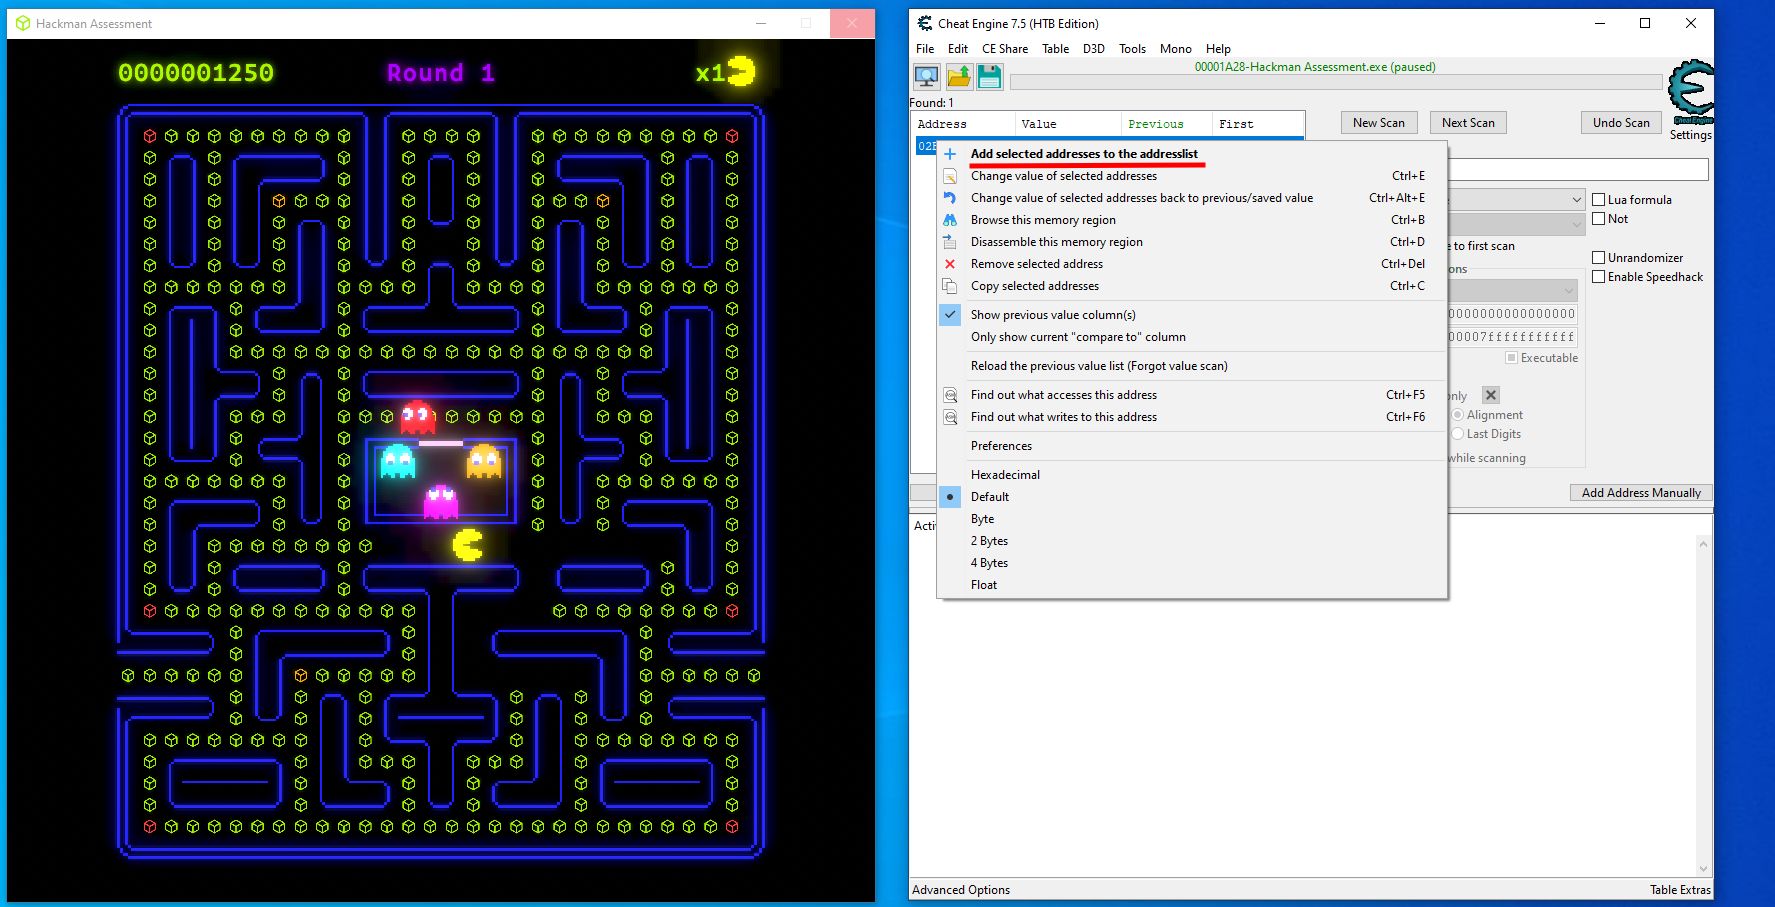 Hackman Assessment
0000001250
Round 1
x1
Cheat Engine 7.5 (HTB Edition)
File Edit CE Share Table D3D Tools Mono Help
00001A28-Hackman Assessment.exe (paused)
Found: 1
Address Value Previous First
New Scan Next Scan Undo Scan
Cheat Engine
Settings
Add selected addresses to the addresslist
Change value of selected addresses Ctrl+E
Change value of selected addresses back to previous/saved value Ctrl+Alt+E
Browse this memory region Ctrl+B
Disassemble this memory region Ctrl+D
Remove selected address Ctrl+Del
Copy selected addresses Ctrl+C
Show previous value column(s)
Only show current "compare to" column
Reload the previous value list (Forgot value scan)
Find out what accesses this address Ctrl+F5
Find out what writes to this address Ctrl+F6
Preferences
Hexadecimal
Default
Byte
2 Bytes
4 Bytes
Float
Lua formula
Not
e to first scan
Unrandomizer
ons
Enable Speedhack
0000000000000000
00007fffffffffff
Executable
only
Alignment
Last Digits
while scanning
Add Address Manually
Acti
Advanced Options Table Extras